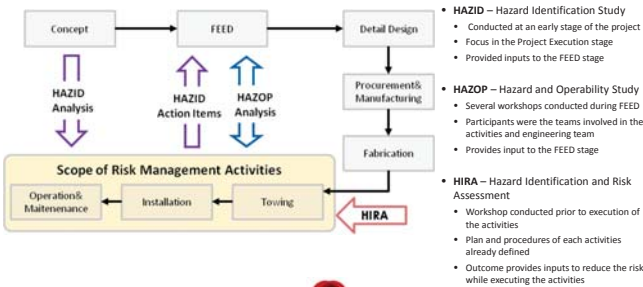 Concept
FEED
Detail Design
HAZID
Analysis
HAZID
Action Items
HAZOP
Analysis
Procurement&
Manufacturing
Fabrication
Scope of Risk Management Activities
Operation&
Maitenenance
Installation
Towing
HIRA
• HAZID – Hazard Identification Study
• Conducted at an early stage of the project
• Focus in the Project Execution stage
• Provided inputs to the FEED stage
• HAZOP – Hazard and Operability Study
• Several workshops conducted during FEED
• Participants were the teams involved in the
activities and engineering team
• Provides input to the FEED stage
• HIRA – Hazard Identification and Risk
Assessment
• Workshop conducted prior to execution of
the activities
• Plan and procedures of each activities
already defined
• Outcome provides inputs to reduce the risk
while executing the activities